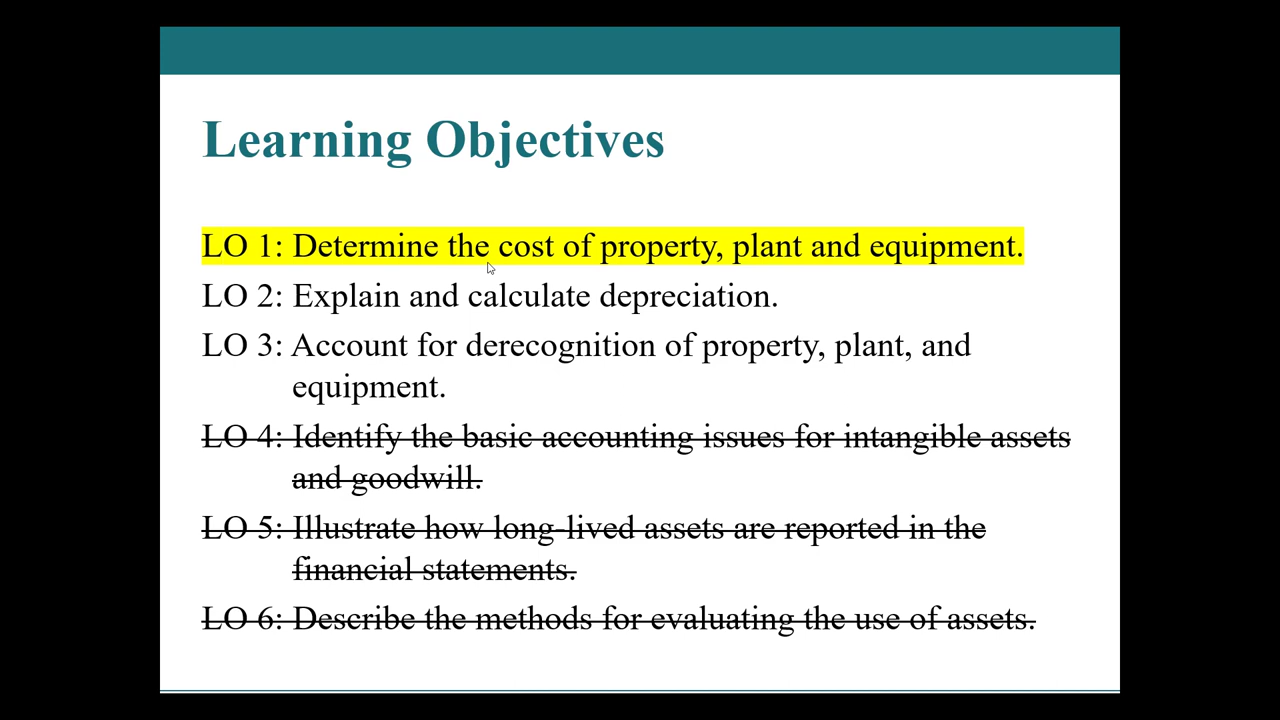 Learning Objectives
LO 1: Determine the cost of property, plant and equipment.
LO 2: Explain and calculate depreciation.
LO 3: Account for derecognition of property, plant, and
equipment.
LO 4: Identify the basic accounting issues for intangible assets
and goodwill.
LO 5: Illustrate how long-lived assets are reported in the
financial statements.
LO 6: Describe the methods for evaluating the use of assets.